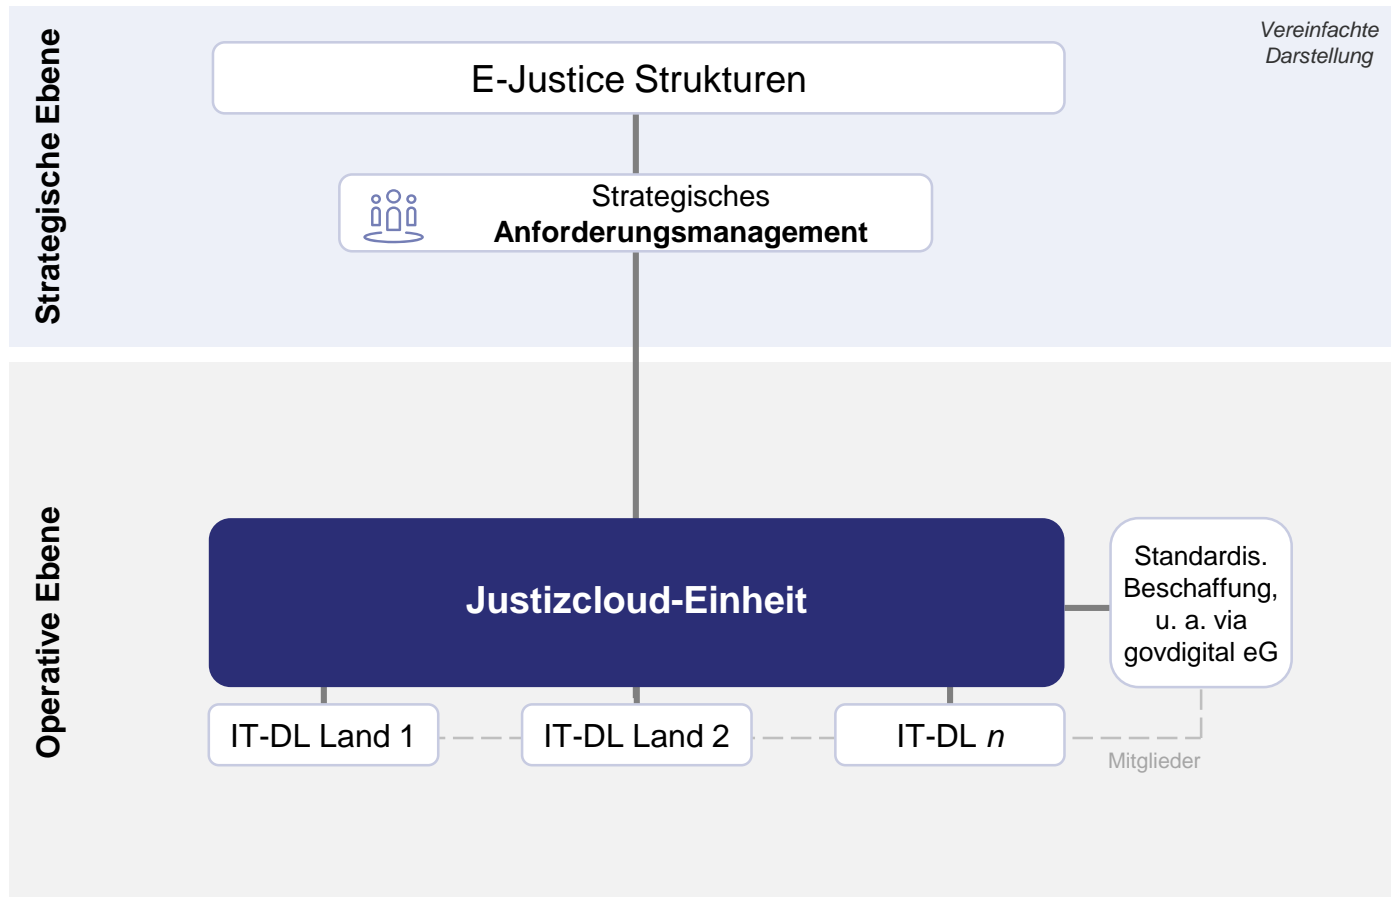 Vereinfachte
Darstellung
Strategische Ebene
E-Justice Strukturen
Strategisches
Anforderungsmanagement
Operative Ebene
Justizcloud-Einheit
Standardis.
Beschaffung,
u. a. via
govdigital eG
IT-DL Land 1
IT-DL Land 2
IT-DL n
Mitglieder